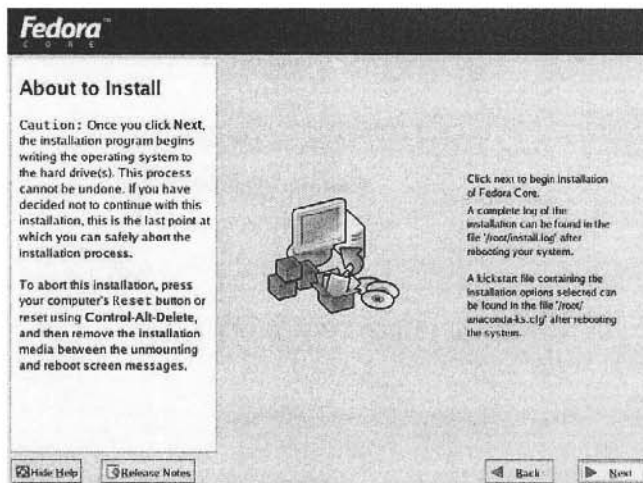 Fedora™
CORE
About to Install
Caution: Once you click Next,
the installation program begins
writing the operating system to
the hard drive(s). This process
cannot be undone. If you have
decided not to continue with this
installation, this is the last point at
which you can safely abort the
installation process.
To abort this installation, press
your computer's Reset button or
reset using Control-Alt-Delete,
and then remove the installation
media between the unmounting
and reboot screen messages.
Click next to begin installation
of Fedora Core.
A complete log of the
installation can be found in the
file '/root/install.log' after
rebooting your system.
A kickstart file containing the
installation options selected can
be found in the file '/root/
anaconda-ks.cfg' after rebooting
the system.
Hide Help
Release Notes
Back
Next